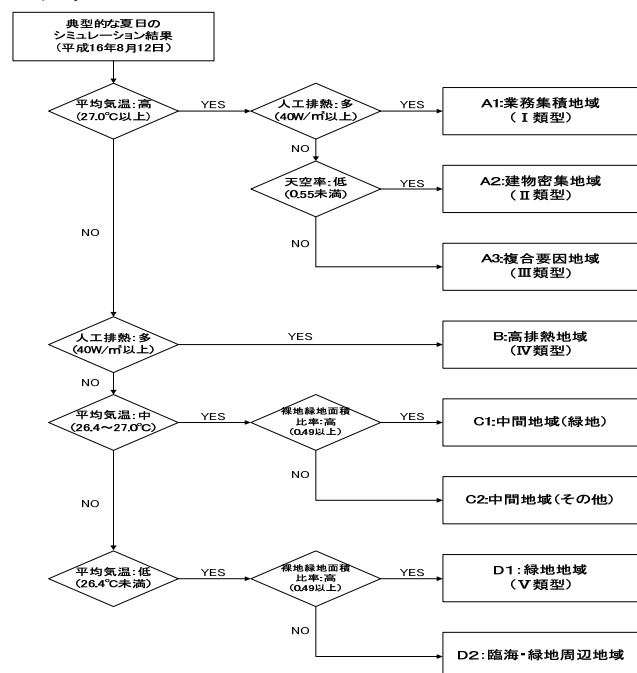 典型的な夏日の
シミュレーション結果
(平成16年8月12日)
平均気温:高
(27.0℃以上)
YES
人工排熱:多
(40W/㎡以上)
YES
A1:業務集積地域
(Ⅰ類型)
NO
天空率:低
(0.55未満)
YES
A2:建物密集地域
(Ⅱ類型)
NO
NO
A3:複合要因地域
(Ⅲ類型)
人工排熱:多
(40W/㎡以上)
YES
B:高排熱地域
(Ⅳ類型)
NO
平均気温:中
(26.4~27.0℃)
YES
裸地緑地面積
比率:高
(0.49以上)
YES
C1:中間地域(緑地)
NO
NO
C2:中間地域(その他)
平均気温:低
(26.4℃未満)
YES
裸地緑地面積
比率:高
(0.49以上)
YES
D1:緑地地域
(Ⅴ類型)
NO
D2:臨海・緑地周辺地域